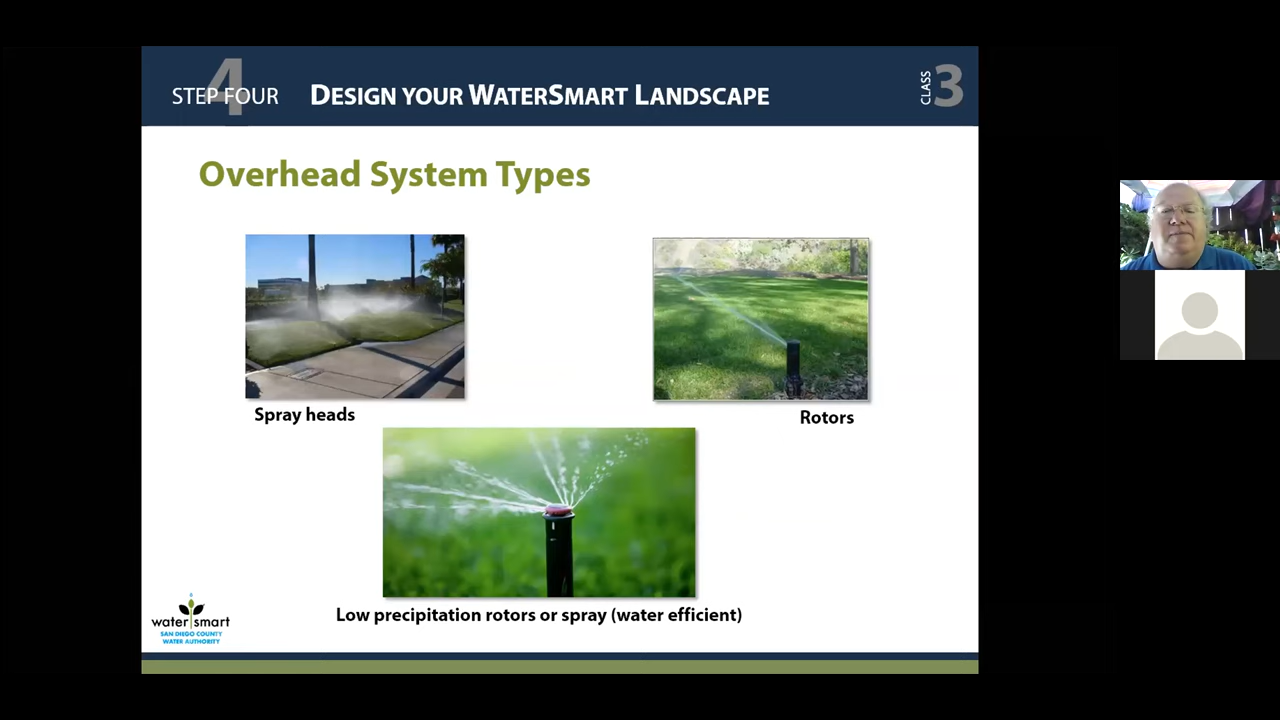 STEP FOUR
4
DESIGN YOUR WATERSMART LANDSCAPE
CLASS
3
Overhead System Types
Spray heads
Rotors
Low precipitation rotors or spray (water efficient)
water smart
SAN DIEGO COUNTY
WATER AUTHORITY